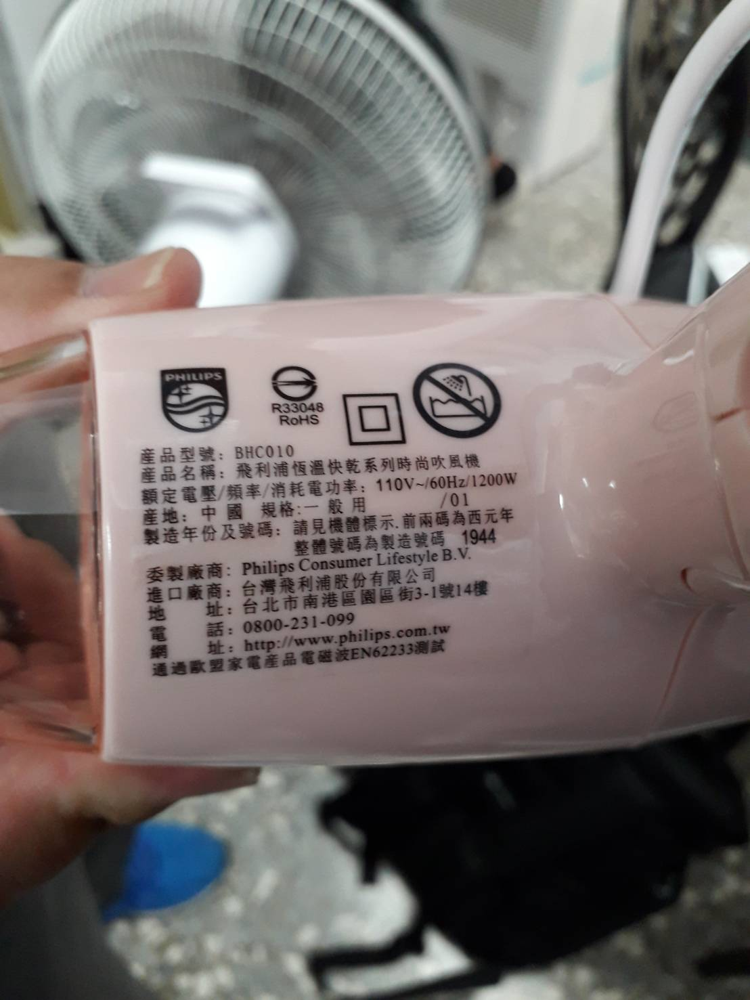 PHILIPS
R33048
RoHS
產品型號：BHC010
產品名稱：飛利浦恆溫快乾系列時尚吹風機
額定電壓/頻率/消耗電功率：110V~/60Hz/1200W
產地：中國 規格:一般用 /01
製造年份及號碼：請見機體標示.前兩碼為西元年
整體號碼為製造號碼 1944
委製廠商：Philips Consumer Lifestyle B.V.
進口廠商：台灣飛利浦股份有限公司
地址：台北市南港區園區街3-1號14樓
電話：0800-231-099
網址：http://www.philips.com.tw
通過歐盟家電產品電磁波EN62233測試